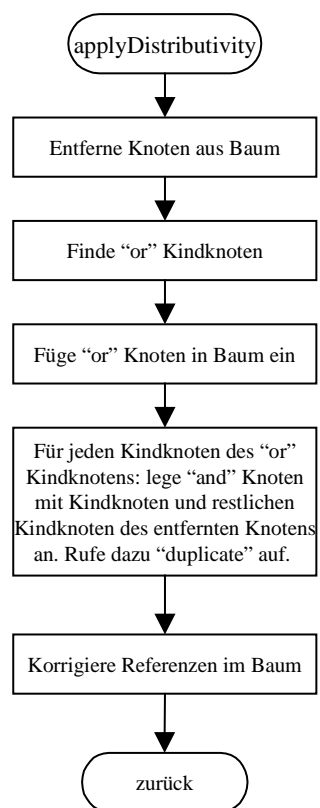 applyDistributivity
Entferne Knoten aus Baum
Finde “or” Kindknoten
Füge “or” Knoten in Baum ein
Für jeden Kindknoten des “or”
Kindknotens: lege “and” Knoten
mit Kindknoten und restlichen
Kindknoten des entfernten Knotens
an. Rufe dazu “duplicate” auf.
Korrigiere Referenzen im Baum
zurück